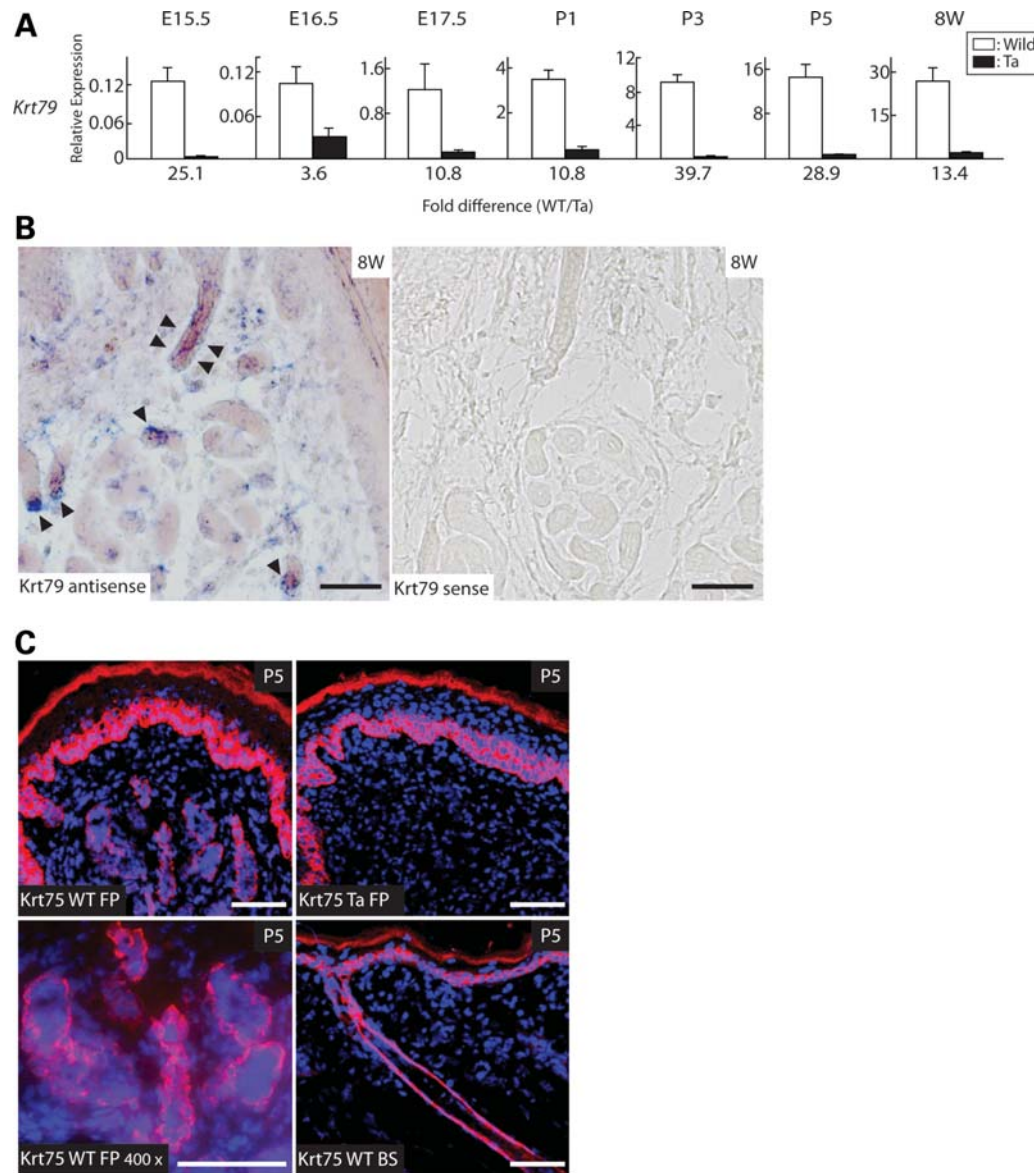 A
E15.5 E16.5 E17.5 P1 P3 P5 8W
: Wild
: Ta
Krt79
Relative Expression
0.12 0.06 0
0.12 0.06
1.6 0.8
4 2
12 8 4
16 8
30 15
25.1 3.6 10.8 10.8 39.7 28.9 13.4
Fold difference (WT/Ta)
B
8W 8W
Krt79 antisense Krt79 sense
C
P5 P5
Krt75 WT FP Krt75 Ta FP
P5 P5
Krt75 WT FP 400 x Krt75 WT BS